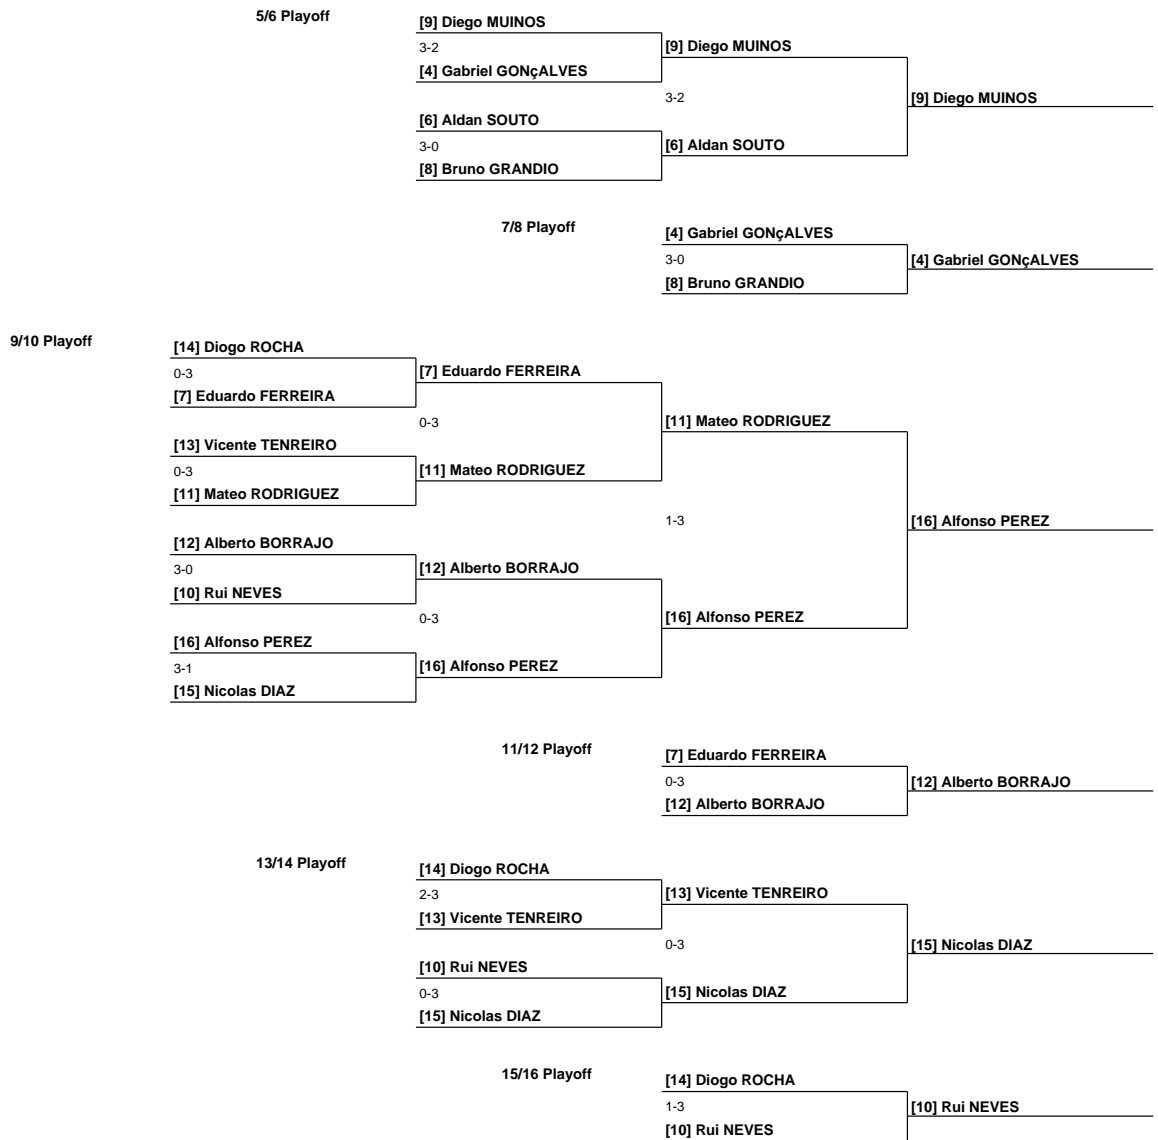 5/6 Playoff
[9] Diego MUINOS
3-2
[9] Diego MUINOS
[4] Gabriel GONçALVES
3-2
[9] Diego MUINOS
[6] Aldan SOUTO
3-0
[6] Aldan SOUTO
[8] Bruno GRANDIO
7/8 Playoff
[4] Gabriel GONçALVES
3-0
[4] Gabriel GONçALVES
[8] Bruno GRANDIO
9/10 Playoff
[14] Diogo ROCHA
0-3
[7] Eduardo FERREIRA
[7] Eduardo FERREIRA
0-3
[11] Mateo RODRIGUEZ
[13] Vicente TENREIRO
0-3
[11] Mateo RODRIGUEZ
[11] Mateo RODRIGUEZ
1-3
[16] Alfonso PEREZ
[12] Alberto BORRAJO
3-0
[12] Alberto BORRAJO
[10] Rui NEVES
0-3
[16] Alfonso PEREZ
[16] Alfonso PEREZ
3-1
[16] Alfonso PEREZ
[15] Nicolas DIAZ
11/12 Playoff
[7] Eduardo FERREIRA
0-3
[12] Alberto BORRAJO
[12] Alberto BORRAJO
13/14 Playoff
[14] Diogo ROCHA
2-3
[13] Vicente TENREIRO
[13] Vicente TENREIRO
0-3
[15] Nicolas DIAZ
[10] Rui NEVES
0-3
[15] Nicolas DIAZ
[15] Nicolas DIAZ
15/16 Playoff
[14] Diogo ROCHA
1-3
[10] Rui NEVES
[10] Rui NEVES